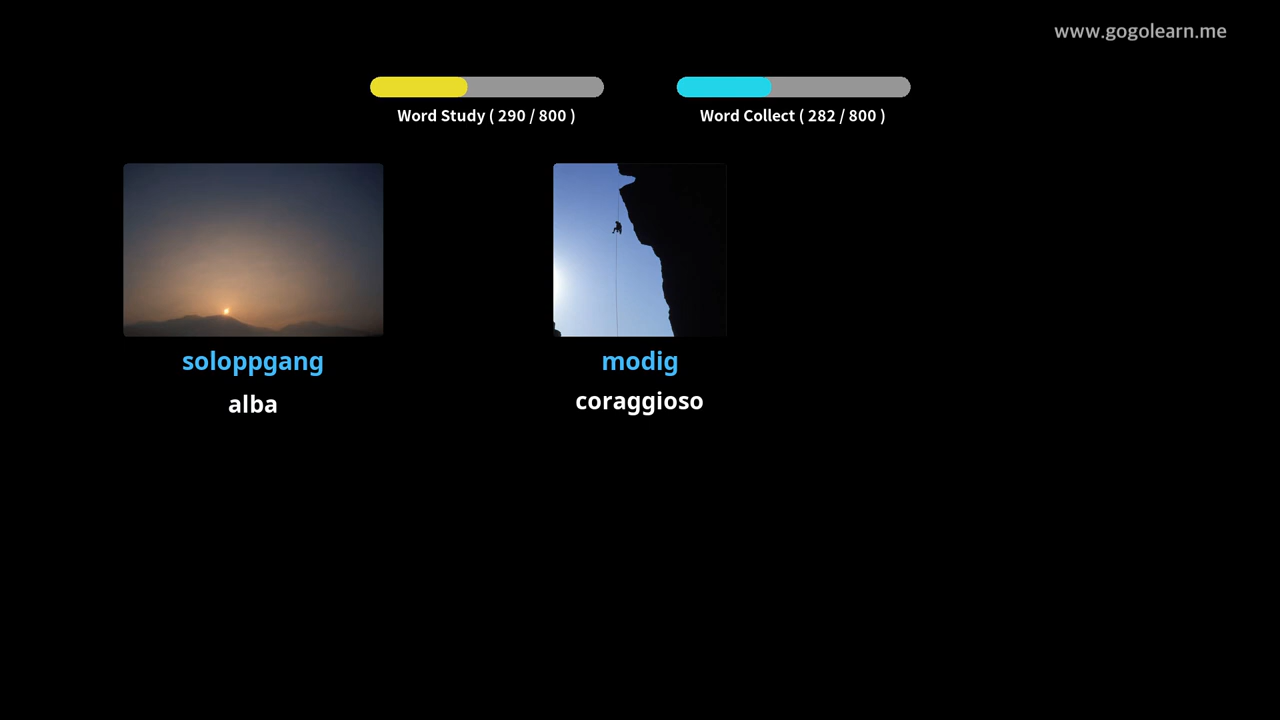 www.gogolearn.me
Word Study ( 290 / 800 )
Word Collect ( 282 / 800 )
soloppgang
alba
modig
coraggioso